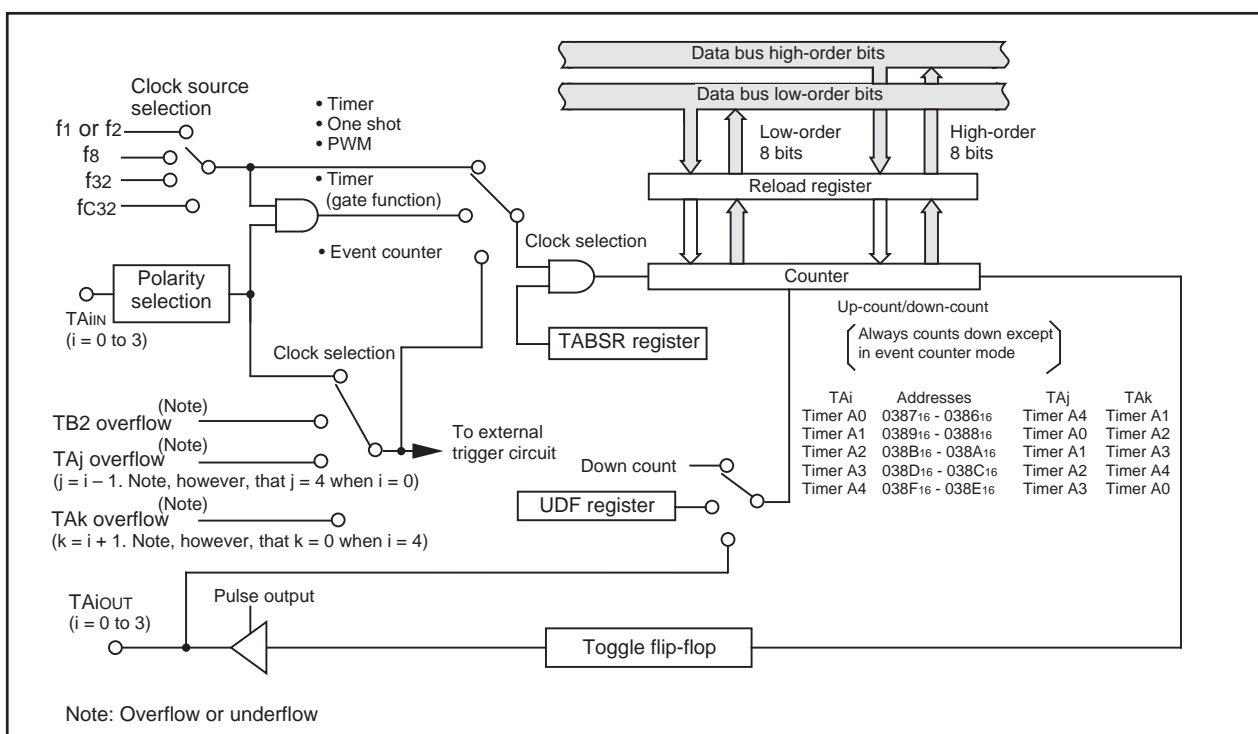 Data bus high-order bits
Data bus low-order bits
Clock source
selection
• Timer
• One shot
• PWM
f1 or f2
f8
f32
fC32
Low-order
8 bits
High-order
8 bits
• Timer
(gate function)
Reload register
• Event counter
Clock selection
Polarity
selection
Counter
TAiIN
(i = 0 to 3)
Up-count/down-count
TABSR register
(Always counts down except
in event counter mode)
Clock selection
TB2 overflow (Note)
TAj overflow (Note)
(j = i – 1. Note, however, that j = 4 when i = 0)
TAk overflow (Note)
(k = i + 1. Note, however, that k = 0 when i = 4)
To external
trigger circuit
TAi Addresses TAj TAk
Timer A0 038716 - 038616 Timer A4 Timer A1
Timer A1 038916 - 038816 Timer A0 Timer A2
Timer A2 038B16 - 038A16 Timer A1 Timer A3
Timer A3 038D16 - 038C16 Timer A2 Timer A4
Timer A4 038F16 - 038E16 Timer A3 Timer A0
Down count
UDF register
TAiOUT
(i = 0 to 3)
Pulse output
Toggle flip-flop
Note: Overflow or underflow